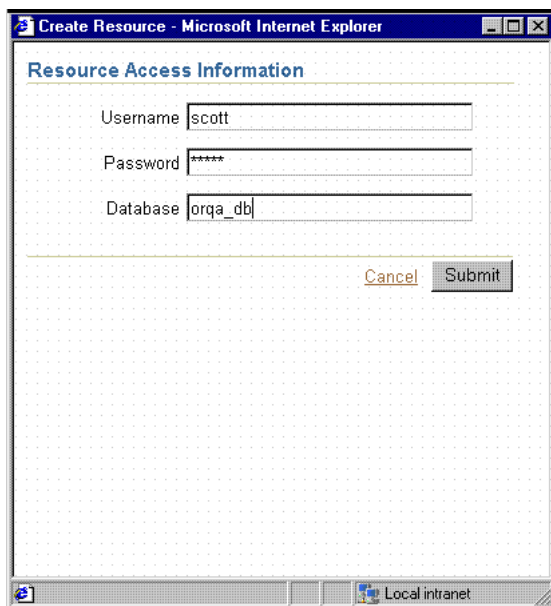 Create Resource - Microsoft Internet Explorer
Resource Access Information
Username scott
Password *****
Database orqa_db
Cancel Submit
Local intranet